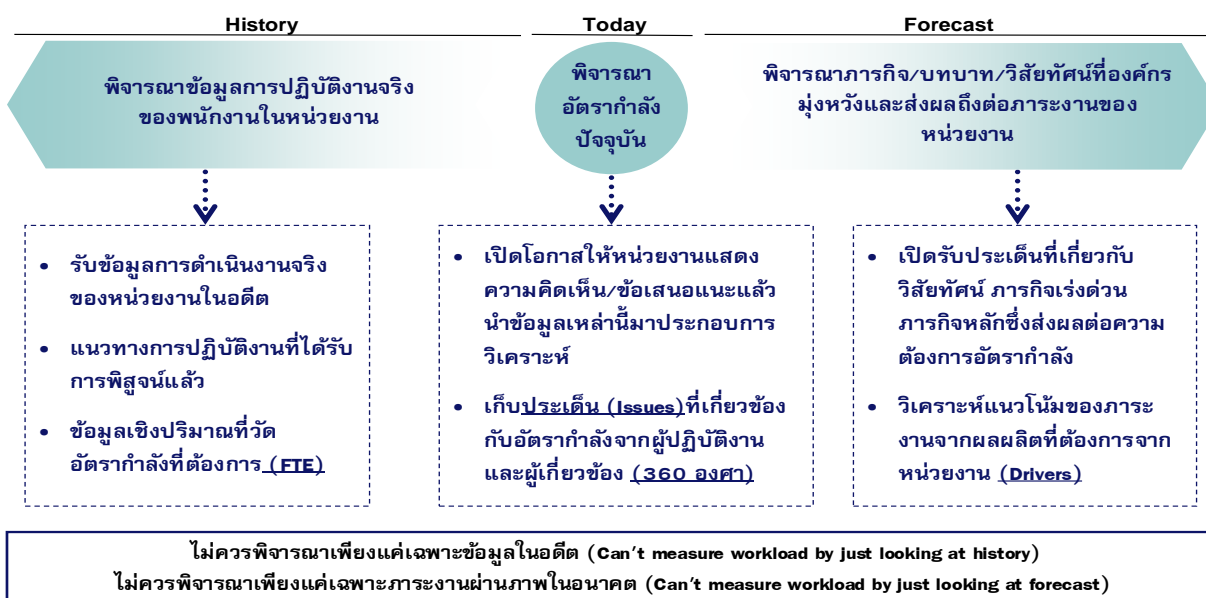 History
Today
Forecast
พิจารณาข้อมูลการปฏิบัติงานจริง
ของพนักงานในหน่วยงาน
พิจารณา
อัตรากำลัง
ปัจจุบัน
พิจารณาภารกิจ/บทบาท/วิสัยทัศน์ที่องค์กร
มุ่งหวังและส่งผลถึงต่อภาระงานของ
หน่วยงาน
• รับข้อมูลการดำเนินงานจริง
ของหน่วยงานในอดีต
• แนวทางการปฏิบัติงานที่ได้รับ
การพิสูจน์แล้ว
• ข้อมูลเชิงปริมาณที่วัด
อัตรากำลังที่ต้องการ (FTE)
• เปิดโอกาสให้หน่วยงานแสดง
ความคิดเห็น/ข้อเสนอแนะแล้ว
นำข้อมูลเหล่านี้มาประกอบการ
วิเคราะห์
• เก็บประเด็น (Issues)ที่เกี่ยวข้อง
กับอัตรากำลังจากผู้ปฏิบัติงาน
และผู้เกี่ยวข้อง (360 องศา)
• เปิดรับประเด็นที่เกี่ยวกับ
วิสัยทัศน์ ภารกิจเร่งด่วน
ภารกิจหลักซึ่งส่งผลต่อความ
ต้องการอัตรากำลัง
• วิเคราะห์แนวโน้มของภาระ
งานจากผลผลิตที่ต้องการจาก
หน่วยงาน (Drivers)
ไม่ควรพิจารณาเพียงแค่เฉพาะข้อมูลในอดีต (Can't measure workload by just looking at history)
ไม่ควรพิจารณาเพียงแค่เฉพาะภาระงานผ่านภาพในอนาคต (Can't measure workload by just looking at forecast)